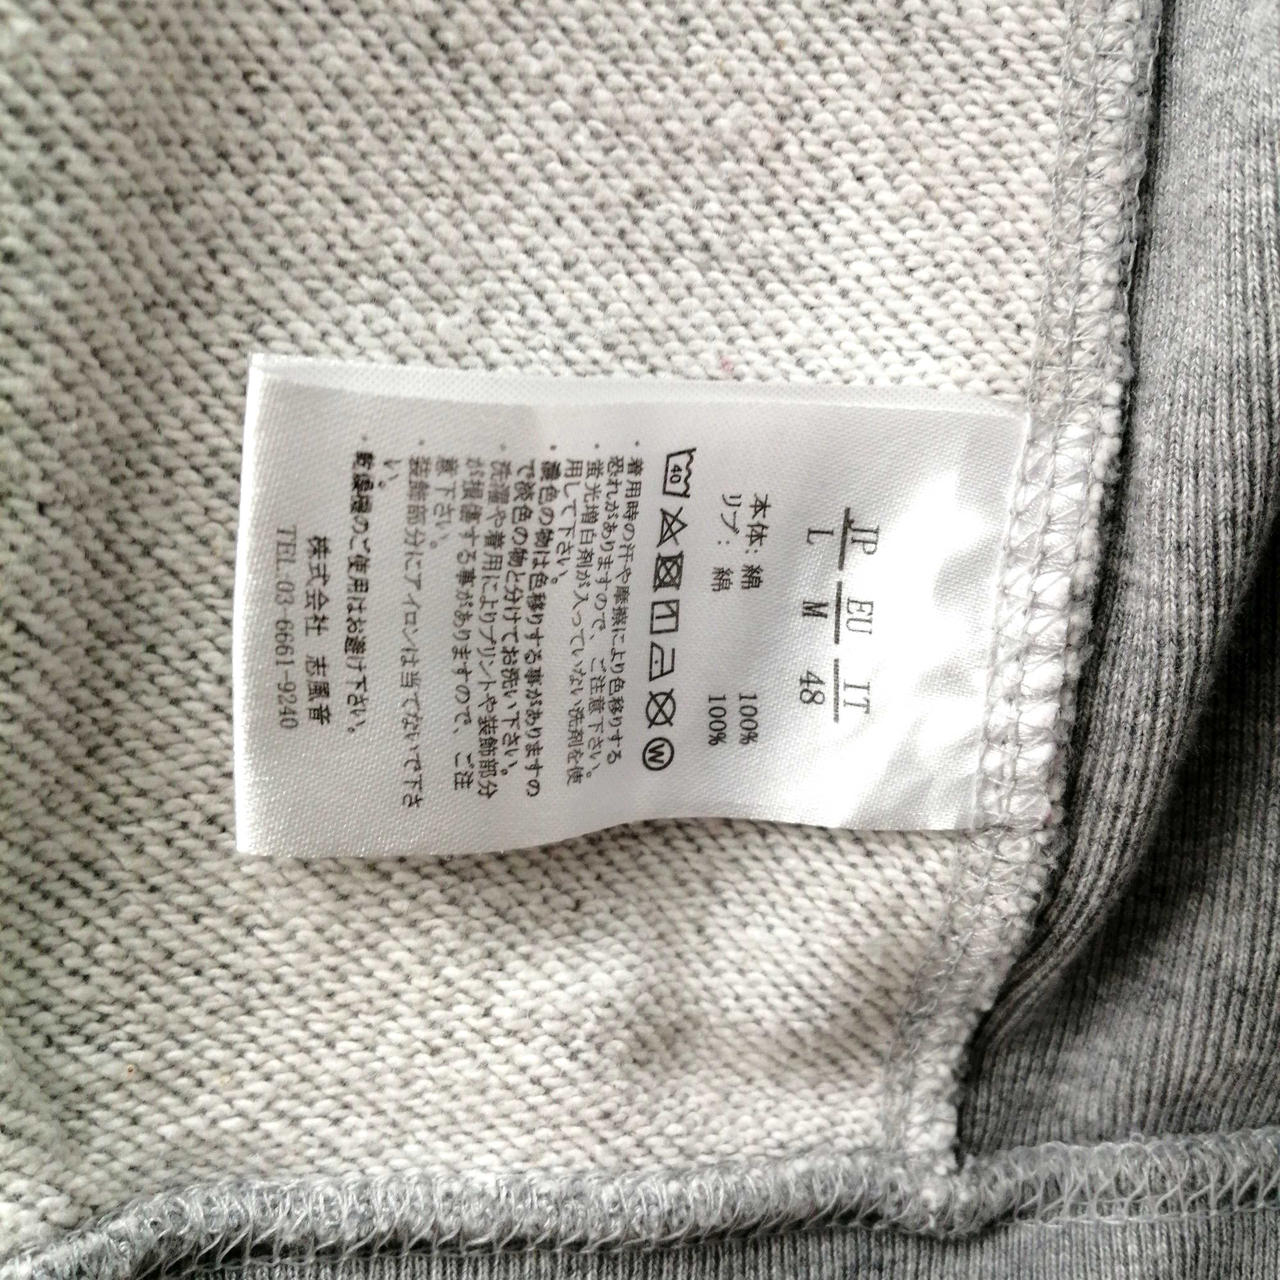 JP EU IT
L M 48
本体: 綿 100%
リブ: 綿 100%
40 W
・着用時の汗や摩擦により色移りする
恐れがありますので、ご注意下さい。
・蛍光増白剤が入っていない洗剤を使
用して下さい。
・濃色の物は色移りする事がありますの
で淡色の物と分けてお洗い下さい。
・洗濯や着用によりプリントや装飾部分
が損傷する事がありますので、ご注
意下さい。
・装飾部分にアイロンは当てないで下さ
い。
・乾燥機のご使用はお避け下さい。
株式会社 志風音
TEL.03-6661-9240